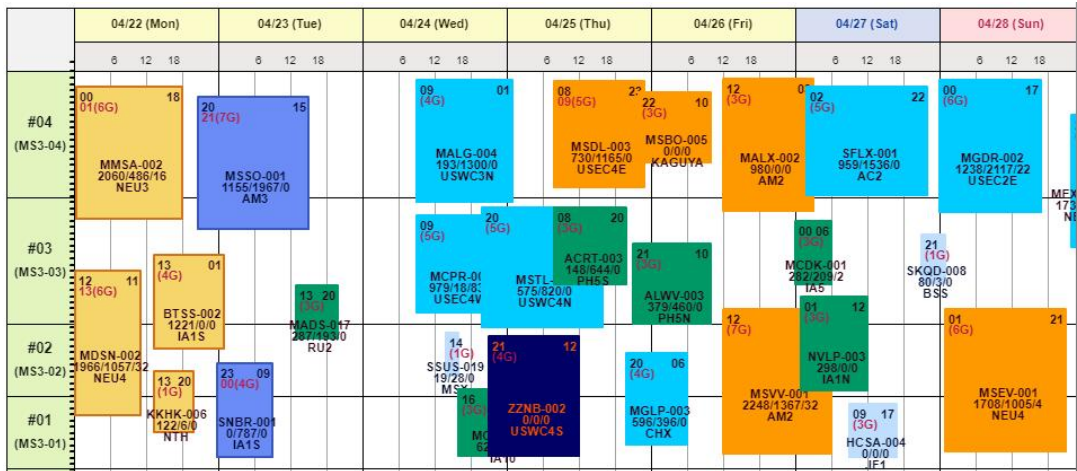 04/22 (Mon) 04/23 (Tue) 04/24 (Wed) 04/25 (Thu) 04/26 (Fri) 04/27 (Sat) 04/28 (Sun)
6 12 18 6 12 18 6 12 18 6 12 18 6 12 18 6 12 18 6 12 18
#04
(MS3-04)
#03
(MS3-03)
#02
(MS3-02)
#01
(MS3-01)
00 18
01(6G)
MMSA-002
2060/486/16
NEU3
20 15
21(7G)
MSSO-001
1155/1967/0
AM3
09 01
(4G)
MALG-004
193/1300/0
USWC3N
08 23
09(5G)
MSDL-003
730/1165/0
USEC4E
22 10
(3G)
MSBO-005
0/0/0
KAGUYA
12
(3G)
MALX-002
980/0/0
AM2
02 22
(5G)
SFLX-001
959/1536/0
AC2
00 17
(6G)
MGDR-002
1238/2117/22
USEC2E
MEX
173
12 11
13(6G)
MDSN-002
1966/1057/32
NEU4
13 01
(4G)
BTSS-002
1221/0/0
IA1S
13 20
(3G)
MADS-017
287/193/0
RU2
09
(5G)
MCPR-00
979/18/83
USEC4W
20
(5G)
MSTL-
575/820/0
USWC4N
08 20
(3G)
ACRT-003
148/644/0
PH5S
21 10
(3G)
ALWV-003
379/460/0
PH5N
00 06
(3G)
MCDK-001
282/209/2
IA5
21
(1G)
SKQD-008
80/3/0
BSS
13 20
(1G)
KKHK-006
122/6/0
NTH
23 09
00(4G)
SNBR-001
0/787/0
IA1S
14
(1G)
SSUS-019
19/28/0
MSX
16
(3G)
21 12
(4G)
ZZNB-002
0/0/0
USWC4S
20 06
(4G)
MGLP-003
596/396/0
CHX
12
(7G)
MSVV-001
2248/1367/32
AM2
01 12
(3G)
NVLP-003
298/0/0
IA1N
09 17
(3G)
HCSA-004
0/0/0
JF1
01
(6G)
MSEV-001
1708/1005/4
NEU4